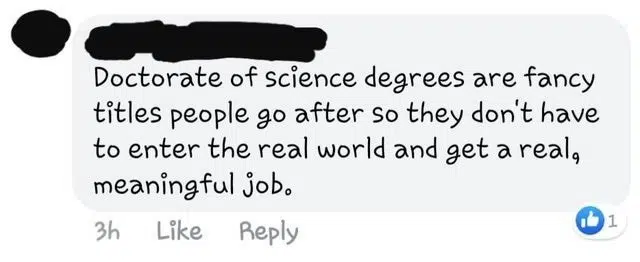 Doctorate of science degrees are fancy
titles people go after so they don't have
to enter the real world and get a real,
meaningful job.
3h Like Reply 1